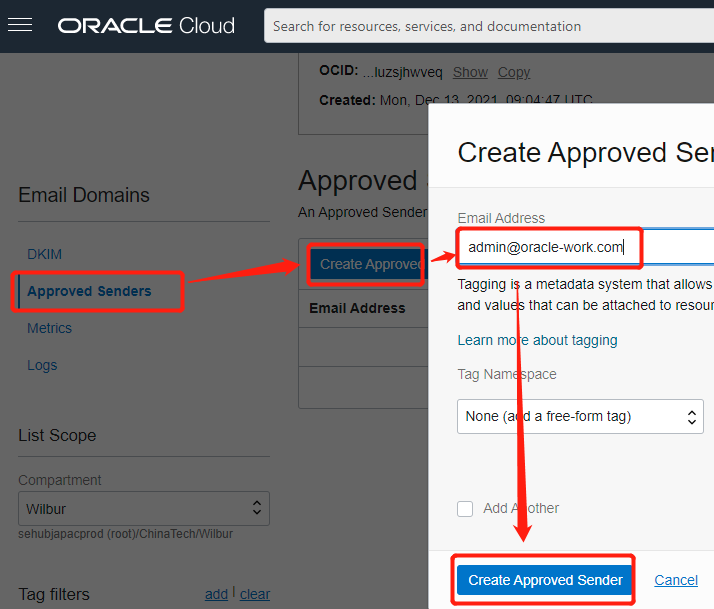 ORACLE Cloud
Search for resources, services, and documentation
OCID: ...luzsjhwveq Show Copy
Created: Mon, Dec 13, 2021, 09:04:47 UTC
Email Domains
DKIM
Approved Senders
Metrics
Logs
List Scope
Compartment
Wilbur
sehubjapacprod (root)/ChinaTech/Wilbur
Tag filters add | clear
Approved
An Approved Sender
Create Approved
Email Address
Create Approved Ser
Email Address
admin@oracle-work.com
Tagging is a metadata system that allows
and values that can be attached to resour
Learn more about tagging
Tag Namespace
None (add a free-form tag)
Add Another
Create Approved Sender Cancel